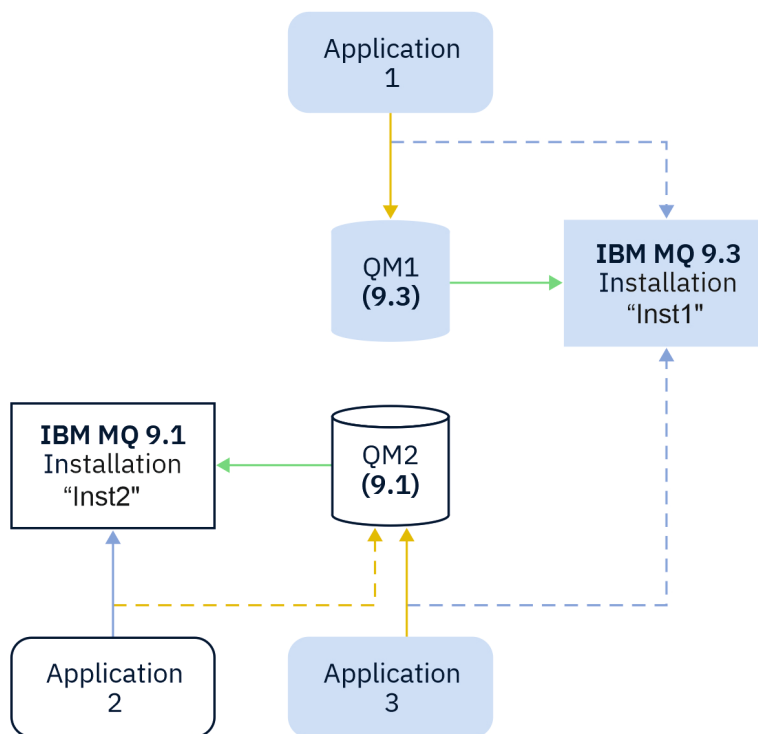 Application
1
QM1
(9.3)
IBM MQ 9.3
Installation
“Inst1"
IBM MQ 9.1
Installation
“Inst2"
QM2
(9.1)
Application
2
Application
3